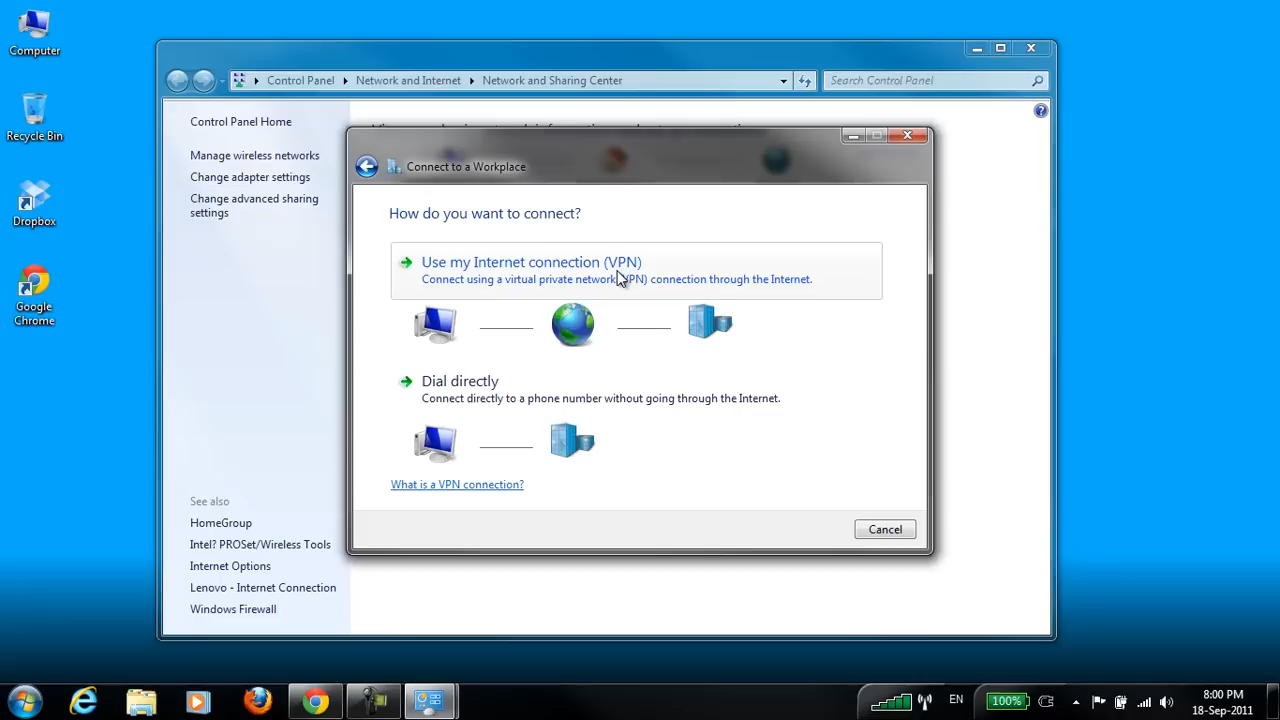 Computer
Recycle Bin
Dropbox
Google
Chrome
Control Panel
Network and Internet
Network and Sharing Center
Search Control Panel
Control Panel Home
Manage wireless networks
Change adapter settings
Change advanced sharing
settings
See also
HomeGroup
Intel? PROSet/Wireless Tools
Internet Options
Lenovo - Internet Connection
Windows Firewall
Connect to a Workplace
How do you want to connect?
Use my Internet connection (VPN)
Connect using a virtual private network (VPN) connection through the Internet.
Dial directly
Connect directly to a phone number without going through the Internet.
What is a VPN connection?
Cancel
EN
100%
8:00 PM
18-Sep-2011